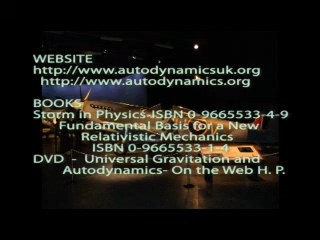 WEBSITE
http://www.autodynamicsuk.org
http://www.autodynamics.org
BOOKS
Storm in Physics-ISBN 0-9665533-4-9
Fundamental Basis for a New
Relativistic Mechanics
ISBN 0-9665533-1-4
DVD - Universal Gravitation and
Autodynamics- On the Web H. P.